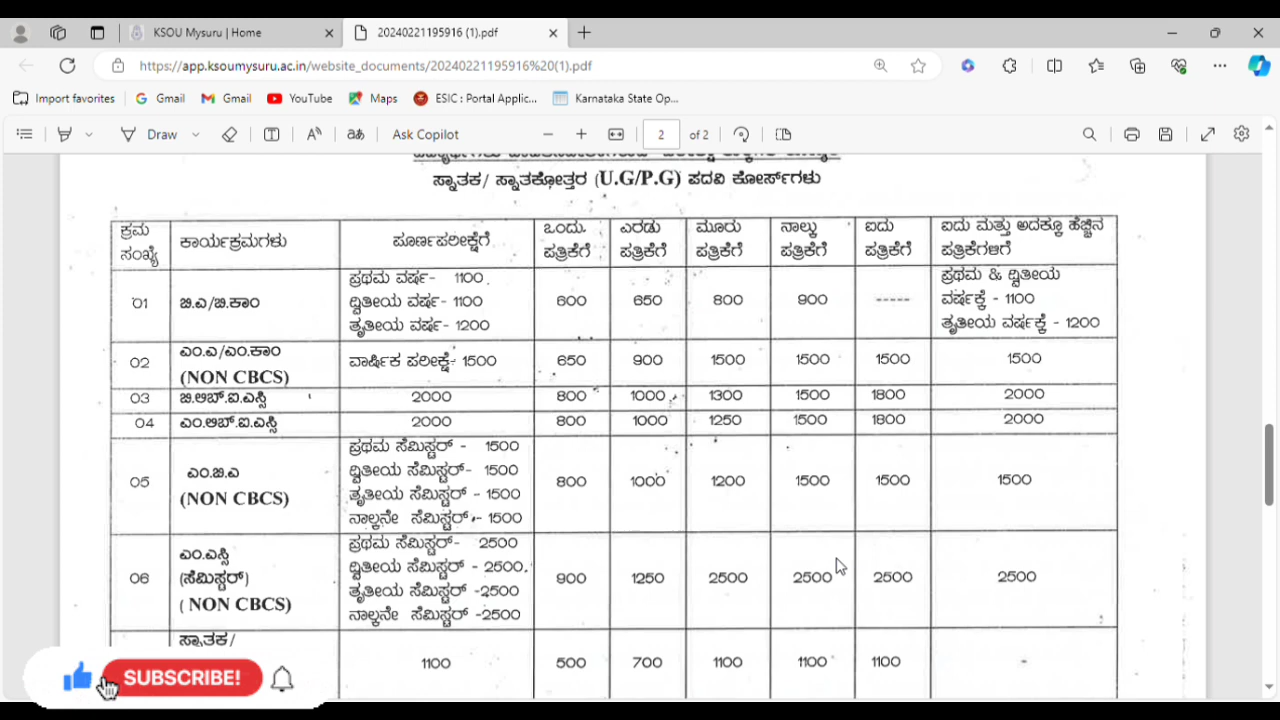 KSOU Mysuru | Home
20240221195916 (1).pdf
https://app.ksoumysuru.ac.in/website_documents/20240221195916%20(1).pdf
Import favorites Gmail Gmail YouTube Maps ESIC : Portal Applic... Karnataka State Op...
Draw Ask Copilot 2 of 2
ಸ್ನಾತಕ/ ಸ್ನಾತಕೋತ್ತರ (U.G/P.G) ಪದವಿ ಕೋರ್ಸ್‌ಗಳು
ಕ್ರಮ ಸಂಖ್ಯೆ ಕಾರ್ಯಕ್ರಮಗಳು ಪೂರ್ಣಪರೀಕ್ಷೆಗೆ ಒಂದು ಪತ್ರಿಕೆಗೆ ಎರಡು ಪತ್ರಿಕೆಗೆ ಮೂರು ಪತ್ರಿಕೆಗೆ ನಾಲ್ಕು ಪತ್ರಿಕೆಗೆ ಐದು ಪತ್ರಿಕೆಗೆ ಐದು ಮತ್ತು ಅದಕ್ಕೂ ಹೆಚ್ಚಿನ ಪತ್ರಿಕೆಗಳಿಗೆ
01 ಬಿ.ಎ/ಬಿ.ಕಾಂ ಪ್ರಥಮ ವರ್ಷ- 1100
ದ್ವಿತೀಯ ವರ್ಷ- 1100
ತೃತೀಯ ವರ್ಷ- 1200
600 650 800 900 -----
ಪ್ರಥಮ & ದ್ವಿತೀಯ
ವರ್ಷಕ್ಕೆ - 1100
ತೃತೀಯ ವರ್ಷಕ್ಕೆ - 1200
02 ಎಂ.ಎ/ಎಂ.ಕಾಂ
(NON CBCS)
ವಾರ್ಷಿಕ ಪರೀಕ್ಷೆ- 1500 650 900 1500 1500 1500 1500
03 ಬಿ.ಲಿಬ್.ಐ.ಎಸ್ಸಿ 2000 800 1000 1300 1500 1800 2000
04 ಎಂ.ಲಿಬ್.ಐ.ಎಸ್ಸಿ 2000 800 1000 1250 1500 1800 2000
05 ಎಂ.ಬಿ.ಎ
(NON CBCS)
ಪ್ರಥಮ ಸೆಮಿಸ್ಟರ್ - 1500
ದ್ವಿತೀಯ ಸೆಮಿಸ್ಟರ್- 1500
ತೃತೀಯ ಸೆಮಿಸ್ಟರ್ - 1500
ನಾಲ್ಕನೇ ಸೆಮಿಸ್ಟರ್ - 1500
800 1000 1200 1500 1500 1500
06 ಎಂ.ಎಸ್ಸಿ
(ಸೆಮಿಸ್ಟರ್)
( NON CBCS)
ಪ್ರಥಮ ಸೆಮಿಸ್ಟರ್- 2500
ದ್ವಿತೀಯ ಸೆಮಿಸ್ಟರ್ - 2500
ತೃತೀಯ ಸೆಮಿಸ್ಟರ್ -2500
ನಾಲ್ಕನೇ ಸೆಮಿಸ್ಟರ್ -2500
900 1250 2500 2500 2500 2500
ಸ್ನಾತಕ/
1100 500 700 1100 1100 1100 -
SUBSCRIBE!